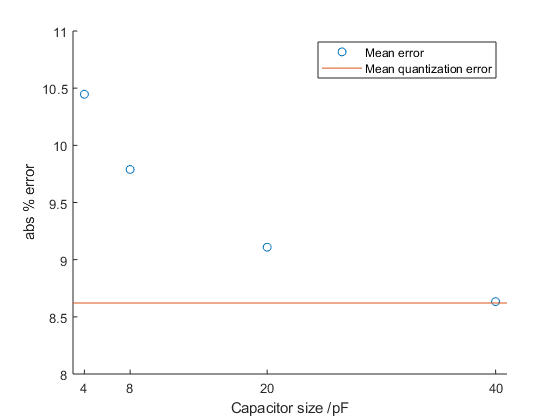 11
10.5
10
9.5
9
8.5
8
abs % error
Mean error
Mean quantization error
4 8 20 40
Capacitor size /pF